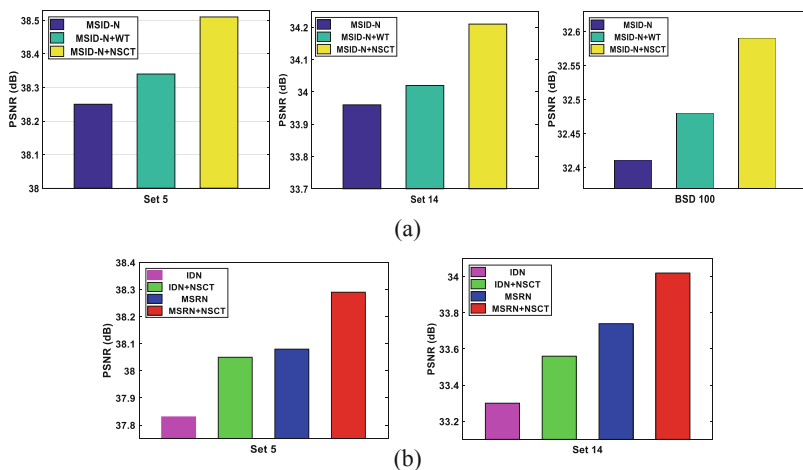 PSNR (dB)
38.5
38.4
38.3
38.2
38.1
38
MSID-N
MSID-N+WT
MSID-N+NSCT
Set 5
PSNR (dB)
34.2
34.1
34
33.9
33.8
33.7
MSID-N
MSID-N+WT
MSID-N+NSCT
Set 14
PSNR (dB)
32.6
32.55
32.5
32.45
32.4
MSID-N
MSID-N+WT
MSID-N+NSCT
BSD 100
(a)
PSNR (dB)
38.4
38.3
38.2
38.1
38
37.9
37.8
IDN
IDN+NSCT
MSRN
MSRN+NSCT
Set 5
PSNR (dB)
34
33.8
33.6
33.4
33.2
IDN
IDN+NSCT
MSRN
MSRN+NSCT
Set 14
(b)